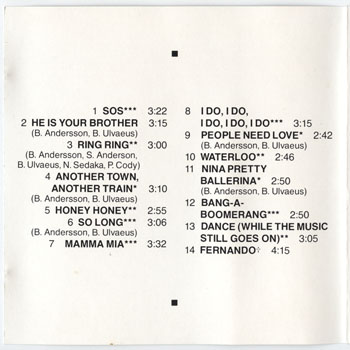 1 SOS*** 3:22
2 HE IS YOUR BROTHER 3:15
(B. Andersson, B. Ulvaeus)
3 RING RING** 3:00
(B. Andersson, S. Anderson,
B. Ulvaeus, N. Sedaka, P. Cody)
4 ANOTHER TOWN,
ANOTHER TRAIN* 3:10
(B. Andersson, B. Ulvaeus)
5 HONEY HONEY** 2:55
6 SO LONG*** 3:06
(B. Andersson, B. Ulvaeus)
7 MAMMA MIA*** 3:32
8 I DO, I DO,
I DO, I DO, I DO*** 3:15
9 PEOPLE NEED LOVE* 2:42
(B. Andersson, B. Ulvaeus)
10 WATERLOO** 2:46
11 NINA PRETTY
BALLERINA* 2:50
(B. Andersson, B. Ulvaeus)
12 BANG-A-
BOOMERANG*** 2:50
13 DANCE (WHILE THE MUSIC
STILL GOES ON)** 3:05
14 FERNANDO† 4:15